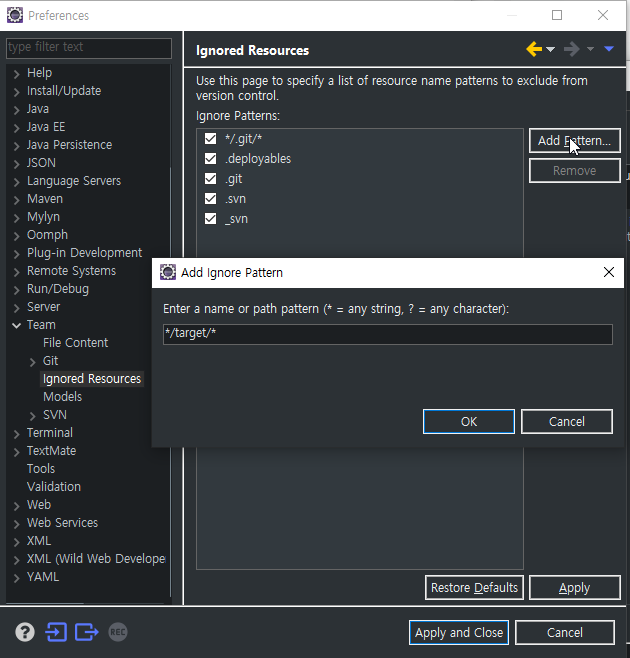 Preferences
type filter text
Help
Install/Update
Java
Java EE
Java Persistence
JSON
Language Servers
Maven
Mylyn
Oomph
Plug-in Development
Remote Systems
Run/Debug
Server
Team
File Content
Git
Ignored Resources
Models
SVN
Terminal
TextMate
Tools
Validation
Web
Web Services
XML
XML (Wild Web Develope
YAML
Ignored Resources
Use this page to specify a list of resource name patterns to exclude from
version control.
Ignore Patterns:
*/.git/*
.deployables
.git
.svn
_svn
Add Pattern...
Remove
Add Ignore Pattern
Enter a name or path pattern (* = any string, ? = any character):
*/target/*
OK
Cancel
Restore Defaults
Apply
?
REC
Apply and Close
Cancel